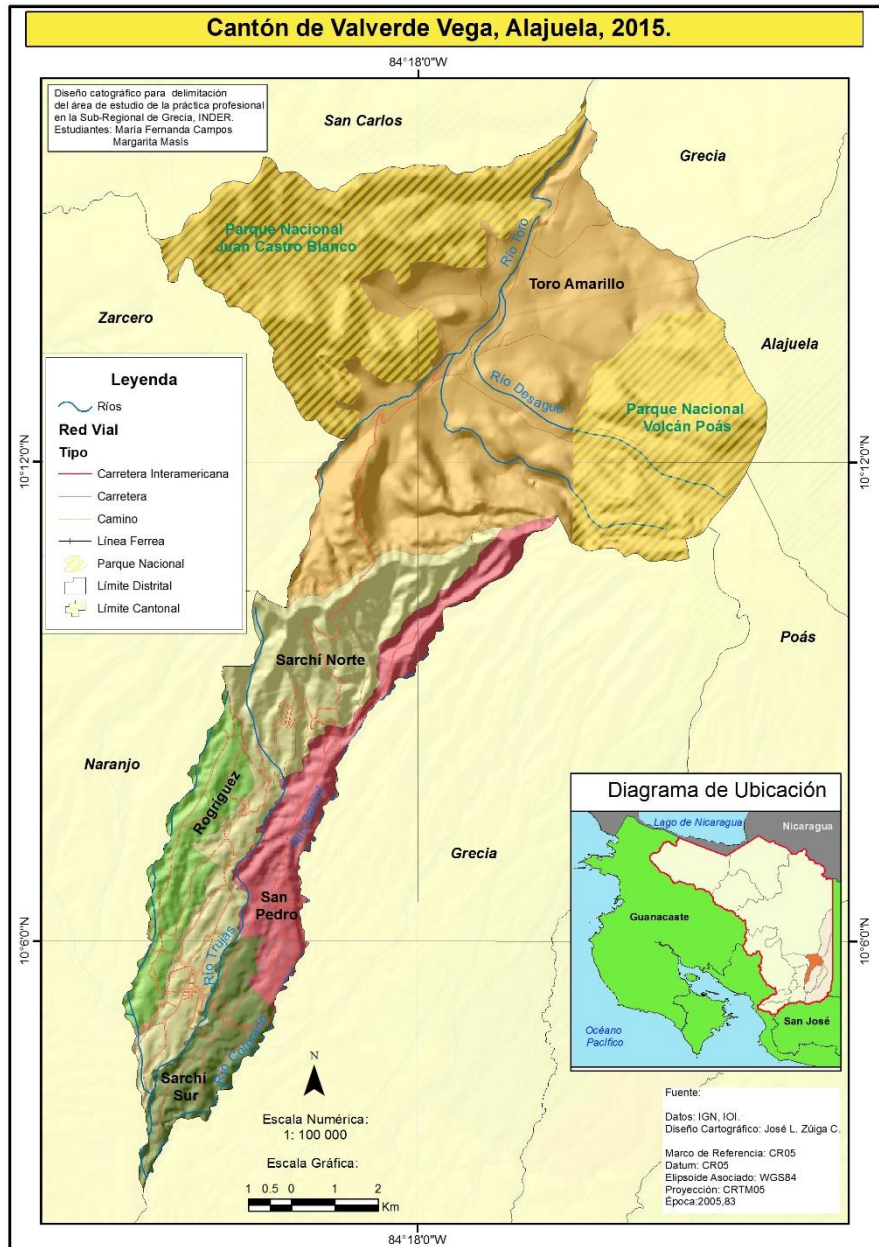 Cantón de Valverde Vega, Alajuela, 2015.
84°18'0"W
Diseño catográfico para delimitación
del área de estudio de la práctica profesional
en la Sub-Regional de Grecia, INDER.
Estudiantes: María Fernanda Campos
Margarita Masís
San Carlos
Grecia
Parque Nacional
Juan Castro Blanco
Río Toro
Toro Amarillo
Zarcero
Alajuela
Río Desague
Parque Nacional
Volcán Poás
Leyenda
Ríos
Red Vial
Tipo
Carretera Interamericana
Carretera
Camino
Línea Ferrea
Parque Nacional
Límite Distrital
Límite Cantonal
10°12'0"N
10°12'0"N
Poás
Sarchí Norte
Naranjo
Rogríguez
Grecia
San
Pedro
Río Trujas
Sarchí
Sur
10°6'0"N
10°6'0"N
Diagrama de Ubicación
Lago de Nicaragua
Nicaragua
Guanacaste
San José
Océano
Pacífico
N
Escala Numérica:
1: 100 000
Escala Gráfica:
1 0.5 0 1 2
Km
Fuente:
Datos: IGN, IOI.
Diseño Cartográfico: José L. Zúiga C.
Marco de Referencia: CR05
Datum: CR05
Elipsoide Asociado: WGS84
Proyección: CRTM05
Época:2005,83
84°18'0"W